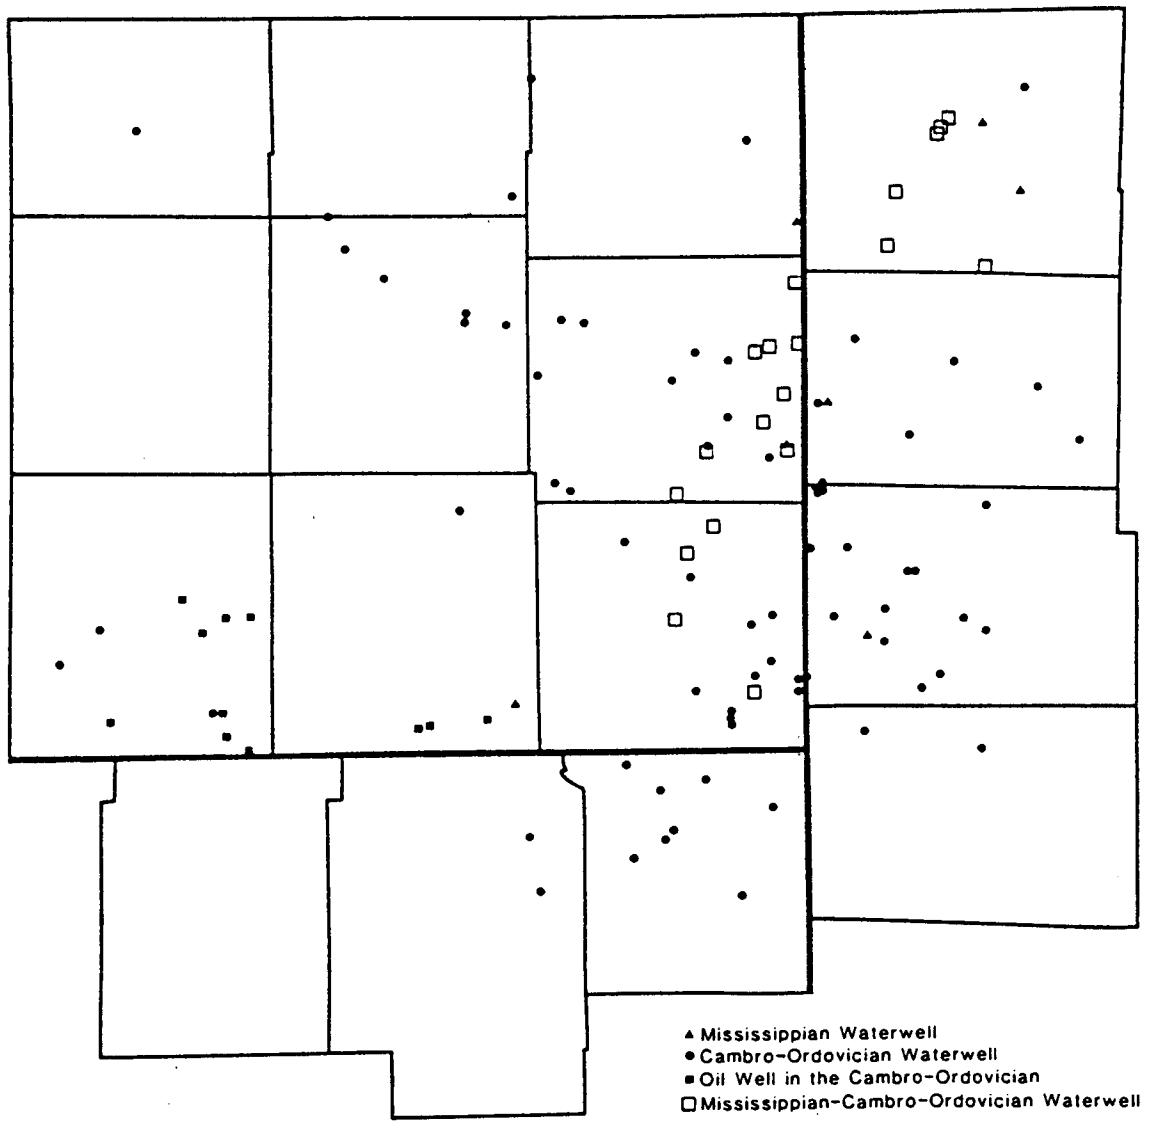 Mississippian Waterwell
Cambro-Ordovician Waterwell
Oil Well in the Cambro-Ordovician
Mississippian-Cambro-Ordovician Waterwell